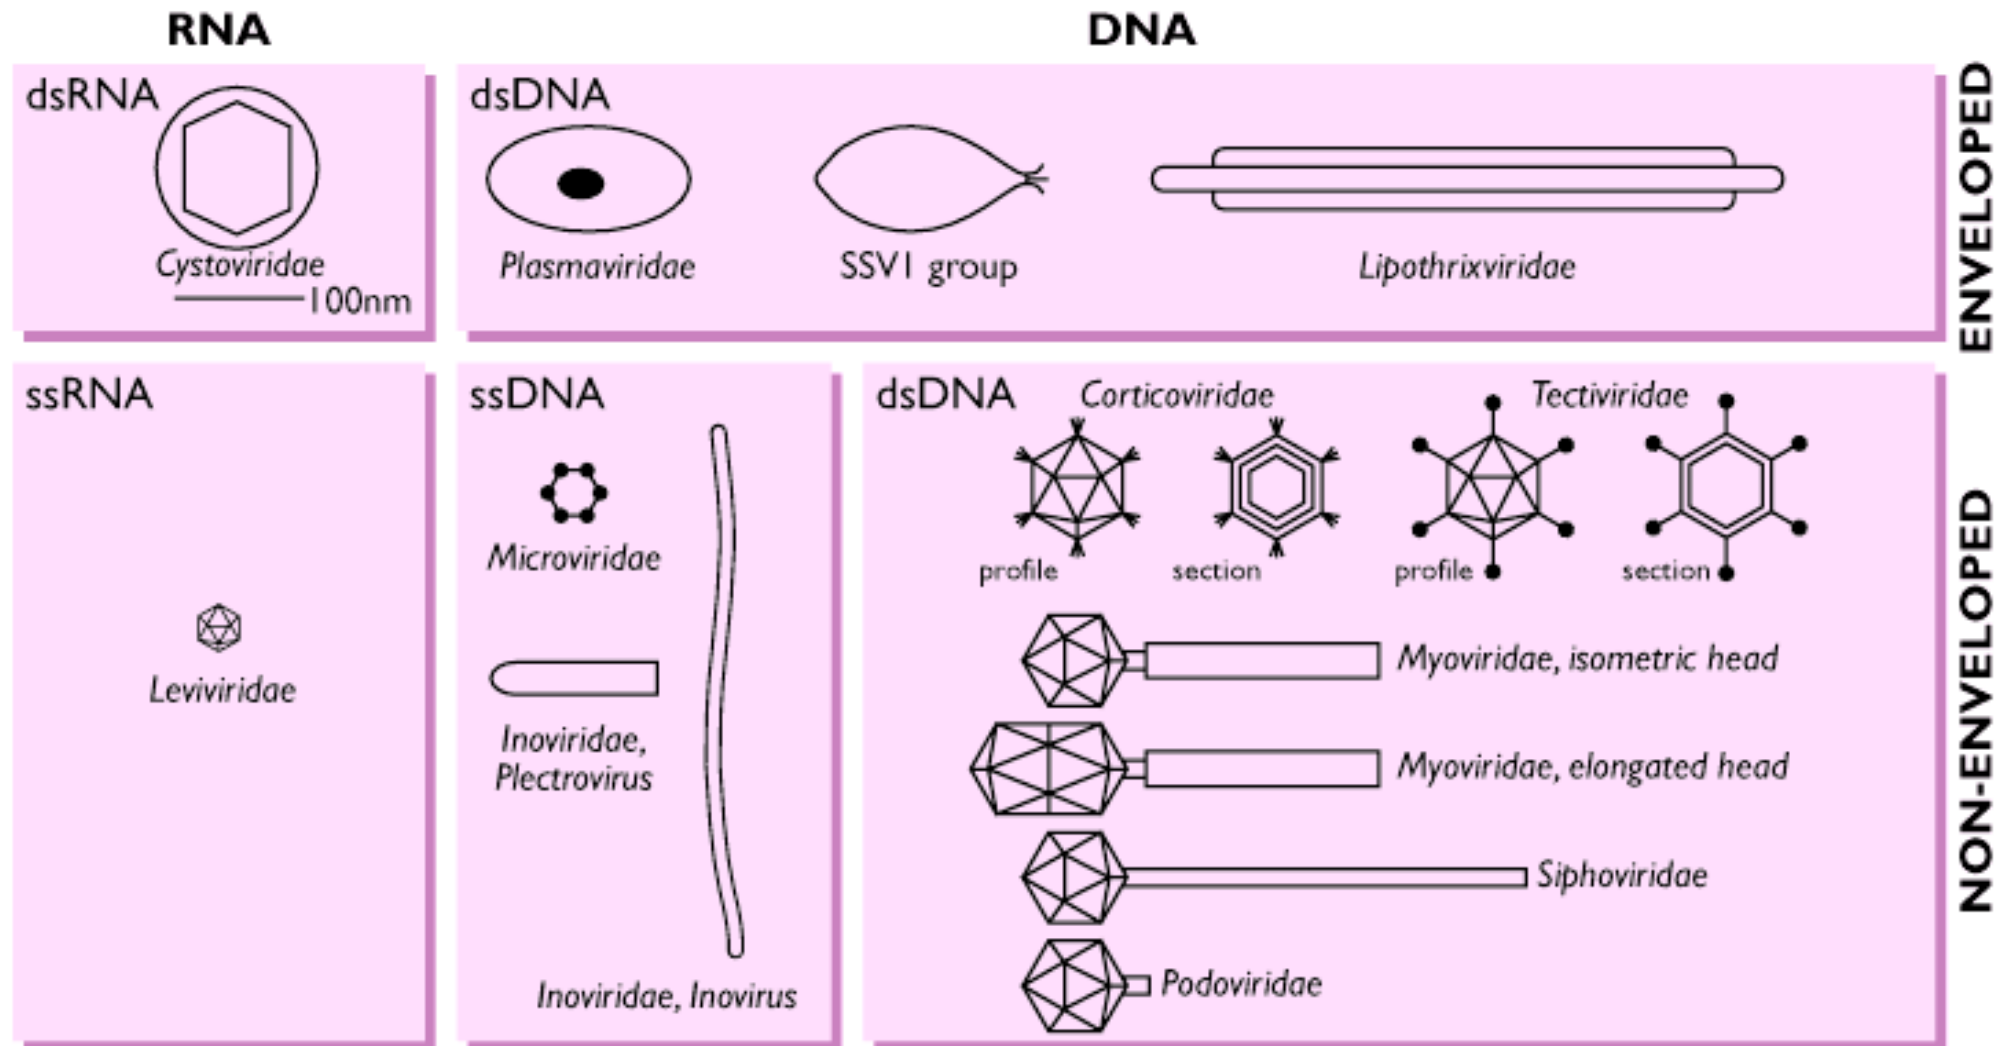 RNA
DNA
dsRNA
Cystoviridae
100nm
dsDNA
Plasmaviridae
SSV1 group
Lipothrixviridae
ENVELOPED
ssRNA
Leviviridae
ssDNA
Microviridae
Inoviridae,
Plectrovirus
Inoviridae, Inovirus
dsDNA
Corticoviridae
Tectiviridae
profile
section
profile
section
Myoviridae, isometric head
Myoviridae, elongated head
Siphoviridae
Podoviridae
NON-ENVELOPED